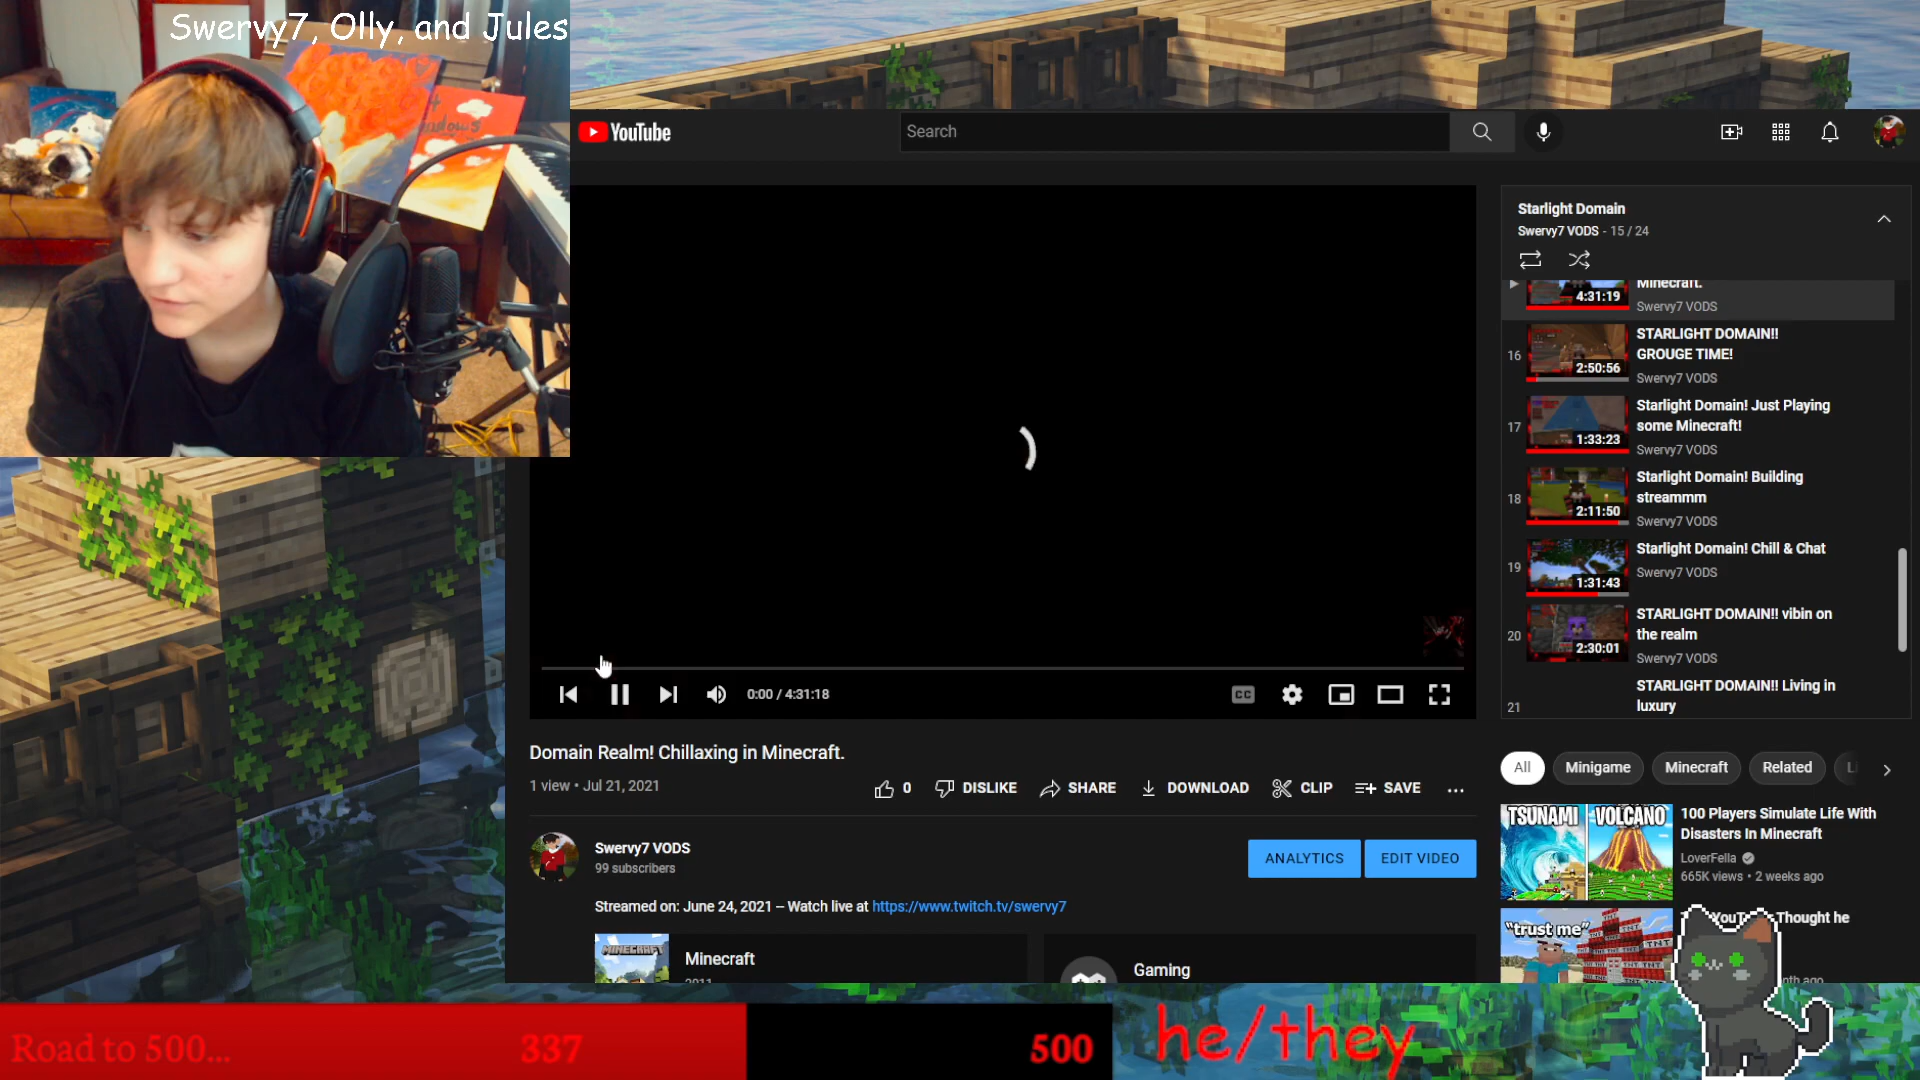 Swervy7, Olly, and Jules
YouTube
Search
Starlight Domain
Swervy7 VODS - 15 / 24
Minecraft.
4:31:19
Swervy7 VODS
16
STARLIGHT DOMAIN!!
GROUGE TIME!
2:50:56
Swervy7 VODS
17
Starlight Domain! Just Playing
some Minecraft!
1:33:23
Swervy7 VODS
18
Starlight Domain! Building
streammm
2:11:50
Swervy7 VODS
19
Starlight Domain! Chill & Chat
1:31:43
Swervy7 VODS
20
STARLIGHT DOMAIN!! vibin on
the realm
2:30:01
Swervy7 VODS
21
STARLIGHT DOMAIN!! Living in
luxury
0:00 / 4:31:18
CC
Domain Realm! Chillaxing in Minecraft.
1 view • Jul 21, 2021
0
DISLIKE
SHARE
DOWNLOAD
CLIP
SAVE
All
Minigame
Minecraft
Related
Swervy7 VODS
99 subscribers
ANALYTICS
EDIT VIDEO
Streamed on: June 24, 2021 -- Watch live at https://www.twitch.tv/swervy7
MINECRAFT
Minecraft
2011
Gaming
TSUNAMI
VOLCANO
100 Players Simulate Life With
Disasters In Minecraft
LoverFella
665K views • 2 weeks ago
"trust me"
TNT
Thought he
ago
Road to 500...
337
500
he/they